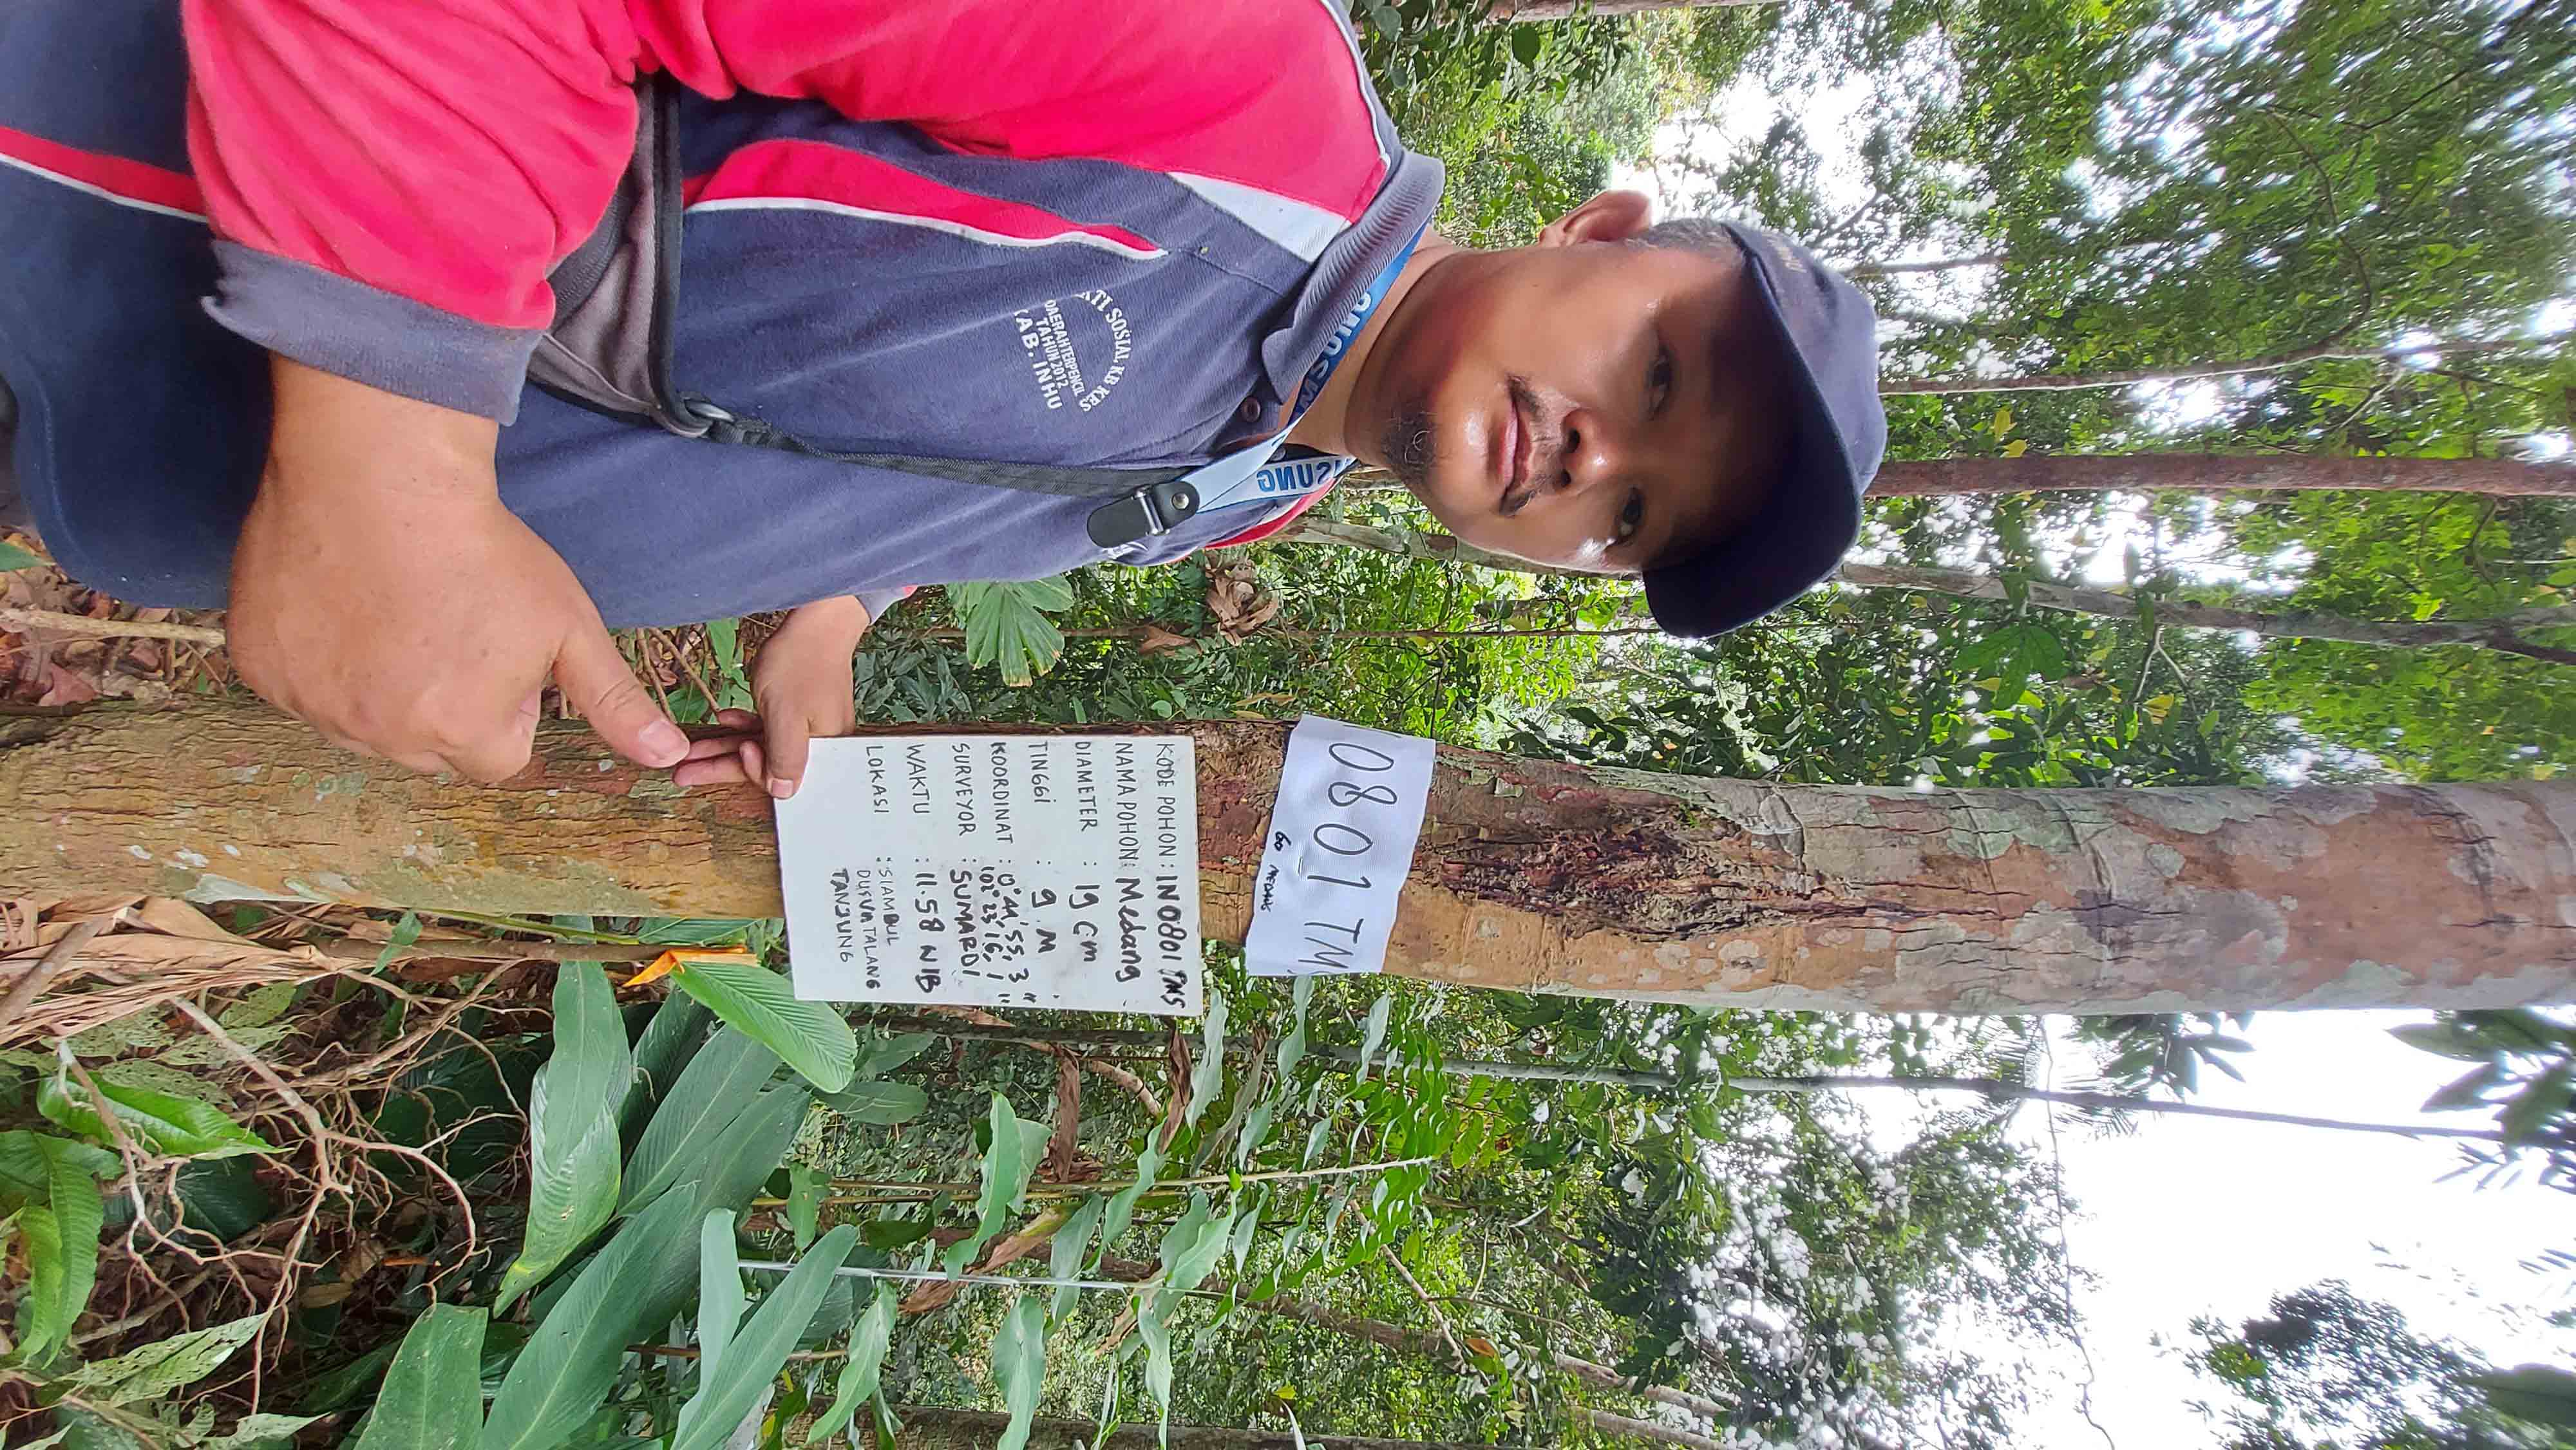 SAMSUNG
SUNG
TI SOSIAL KB KES
DAERAH TERPENCIL
TAHUN 2012
KAB. INHU
0801 TMS
60 MEDANG
KODE POHON : IN0801 TMS
NAMA POHON : Medang
DIAMETER : 19 cm
TINGGi : 9 M
KOORDINAT : 0° 44' 55, 3 "
102° 23 16, 1 "
SURVEYOR : SUMARDI
WAKTU : 11.58 WIB
LOKASI : SIAMBUL
DUSUN TALANG
TANJUNG